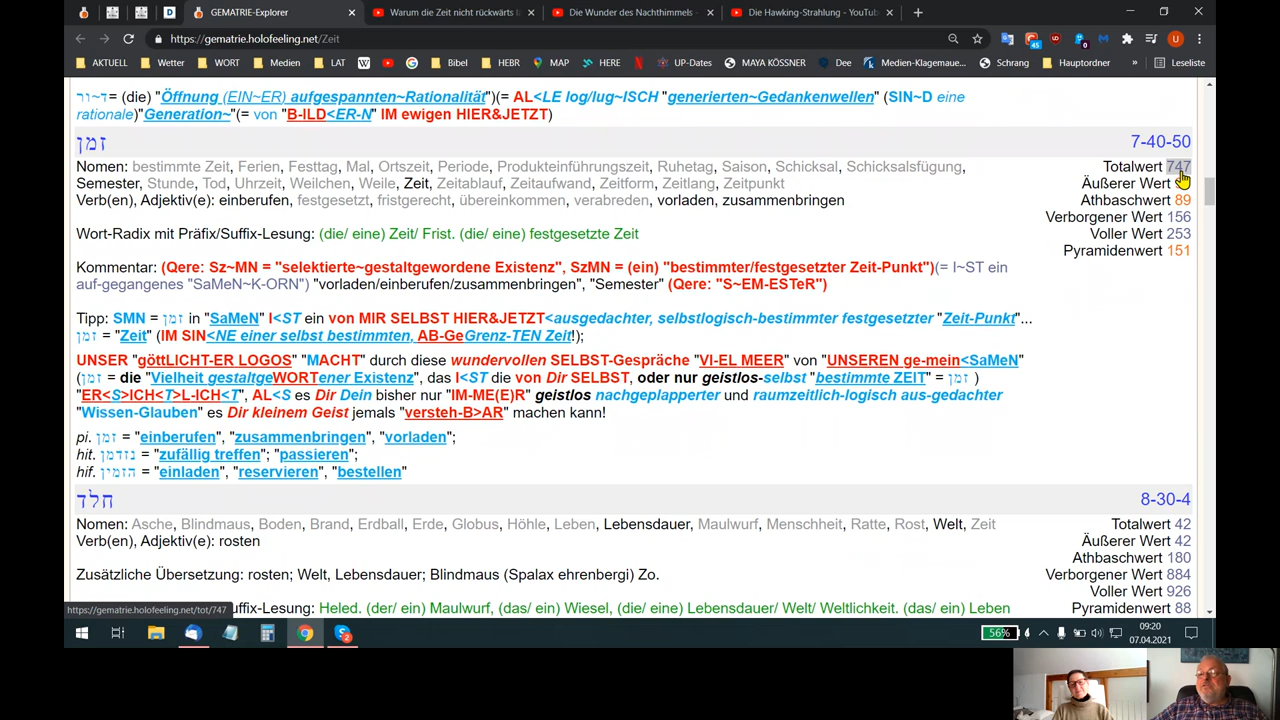 GEMATRIE-Explorer
Warum die Zeit nicht rückwärts
Die Wunder des Nachthimmels -
Die Hawking-Strahlung - YouTube
https://gematrie.holofeeling.net/Zeit
AKTUELL Wetter WORT Medien LAT Bibel HEBR MAP HERE UP-Dates MAYA KÖSSNER Dee Medien-Klagemaue... Schrang Hauptordner Leseliste
ד~ור= (die) "Öffnung (EIN~ER) aufgespannten~Rationalität")(= AL<LE log/lug~ISCH "generierten~Gedankenwellen" (SIN~D eine
rationale)"Generation~"(= von "B-ILD<ER-N" IM ewigen HIER&JETZT)
זמן 7-40-50
Nomen: bestimmte Zeit, Ferien, Festtag, Mal, Ortszeit, Periode, Produkteinführungszeit, Ruhetag, Saison, Schicksal, Schicksalsfügung,
Semester, Stunde, Tod, Uhrzeit, Weilchen, Weile, Zeit, Zeitablauf, Zeitaufwand, Zeitform, Zeitlang, Zeitpunkt
Verb(en), Adjektiv(e): einberufen, festgesetzt, fristgerecht, übereinkommen, verabreden, vorladen, zusammenbringen
Totalwert 747
Äußerer Wert
Athbaschwert 89
Verborgener Wert 156
Voller Wert 253
Pyramidenwert 151
Wort-Radix mit Präfix/Suffix-Lesung: (die/ eine) Zeit/ Frist. (die/ eine) festgesetzte Zeit
Kommentar: (Qere: Sz~MN = "selektierte~gestaltgewordene Existenz", SzMN = (ein) "bestimmter/festgesetzter Zeit-Punkt")(= I~ST ein
auf-gegangenes "SaMeN~K-ORN") "vorladen/einberufen/zusammenbringen", "Semester" (Qere: "S~EM-ESTeR")
Tipp: SMN = זמן in "SaMeN" I<ST ein von MIR SELBST HIER&JETZT<ausgedachter, selbstlogisch-bestimmter festgesetzter "Zeit-Punkt"...
זמן = "Zeit" (IM SIN<NE einer selbst bestimmten, AB-GeGrenz-TEN Zeit!);
UNSER "göttLICHT-ER LOGOS" "MACHT" durch diese wundervollen SELBST-Gespräche "VI-EL MEER" von "UNSEREN ge-mein<SaMeN"
(זמן = die "Vielheit gestaltgeWORTener Existenz", das I<ST die von Dir SELBST, oder nur geistlos-selbst "bestimmte ZEIT" = זמן )
"ER<S>ICH<T>L-ICH<T", AL<S es Dir Dein bisher nur "IM-ME(E)R" geistlos nachgeplapperter und raumzeitlich-logisch aus-gedachter
"Wissen-Glauben" es Dir kleinem Geist jemals "versteh-B>AR" machen kann!
pi. זמן = "einberufen", "zusammenbringen", "vorladen";
hit. נזדמן = "zufällig treffen"; "passieren";
hif. הזמין = "einladen", "reservieren", "bestellen"
חלד 8-30-4
Nomen: Asche, Blindmaus, Boden, Brand, Erdball, Erde, Globus, Höhle, Leben, Lebensdauer, Maulwurf, Menschheit, Ratte, Rost, Welt, Zeit
Verb(en), Adjektiv(e): rosten
Totalwert 42
Äußerer Wert 42
Athbaschwert 180
Verborgener Wert 884
Voller Wert 926
Pyramidenwert 88
Zusätzliche Übersetzung: rosten; Welt, Lebensdauer; Blindmaus (Spalax ehrenbergi) Zo.
uffix-Lesung: Heled. (der/ ein) Maulwurf, (das/ ein) Wiesel, (die/ eine) Lebensdauer/ Welt/ Weltlichkeit. (das/ ein) Leben
https://gematrie.holofeeling.net/tot/747
56%
09:20
07.04.2021